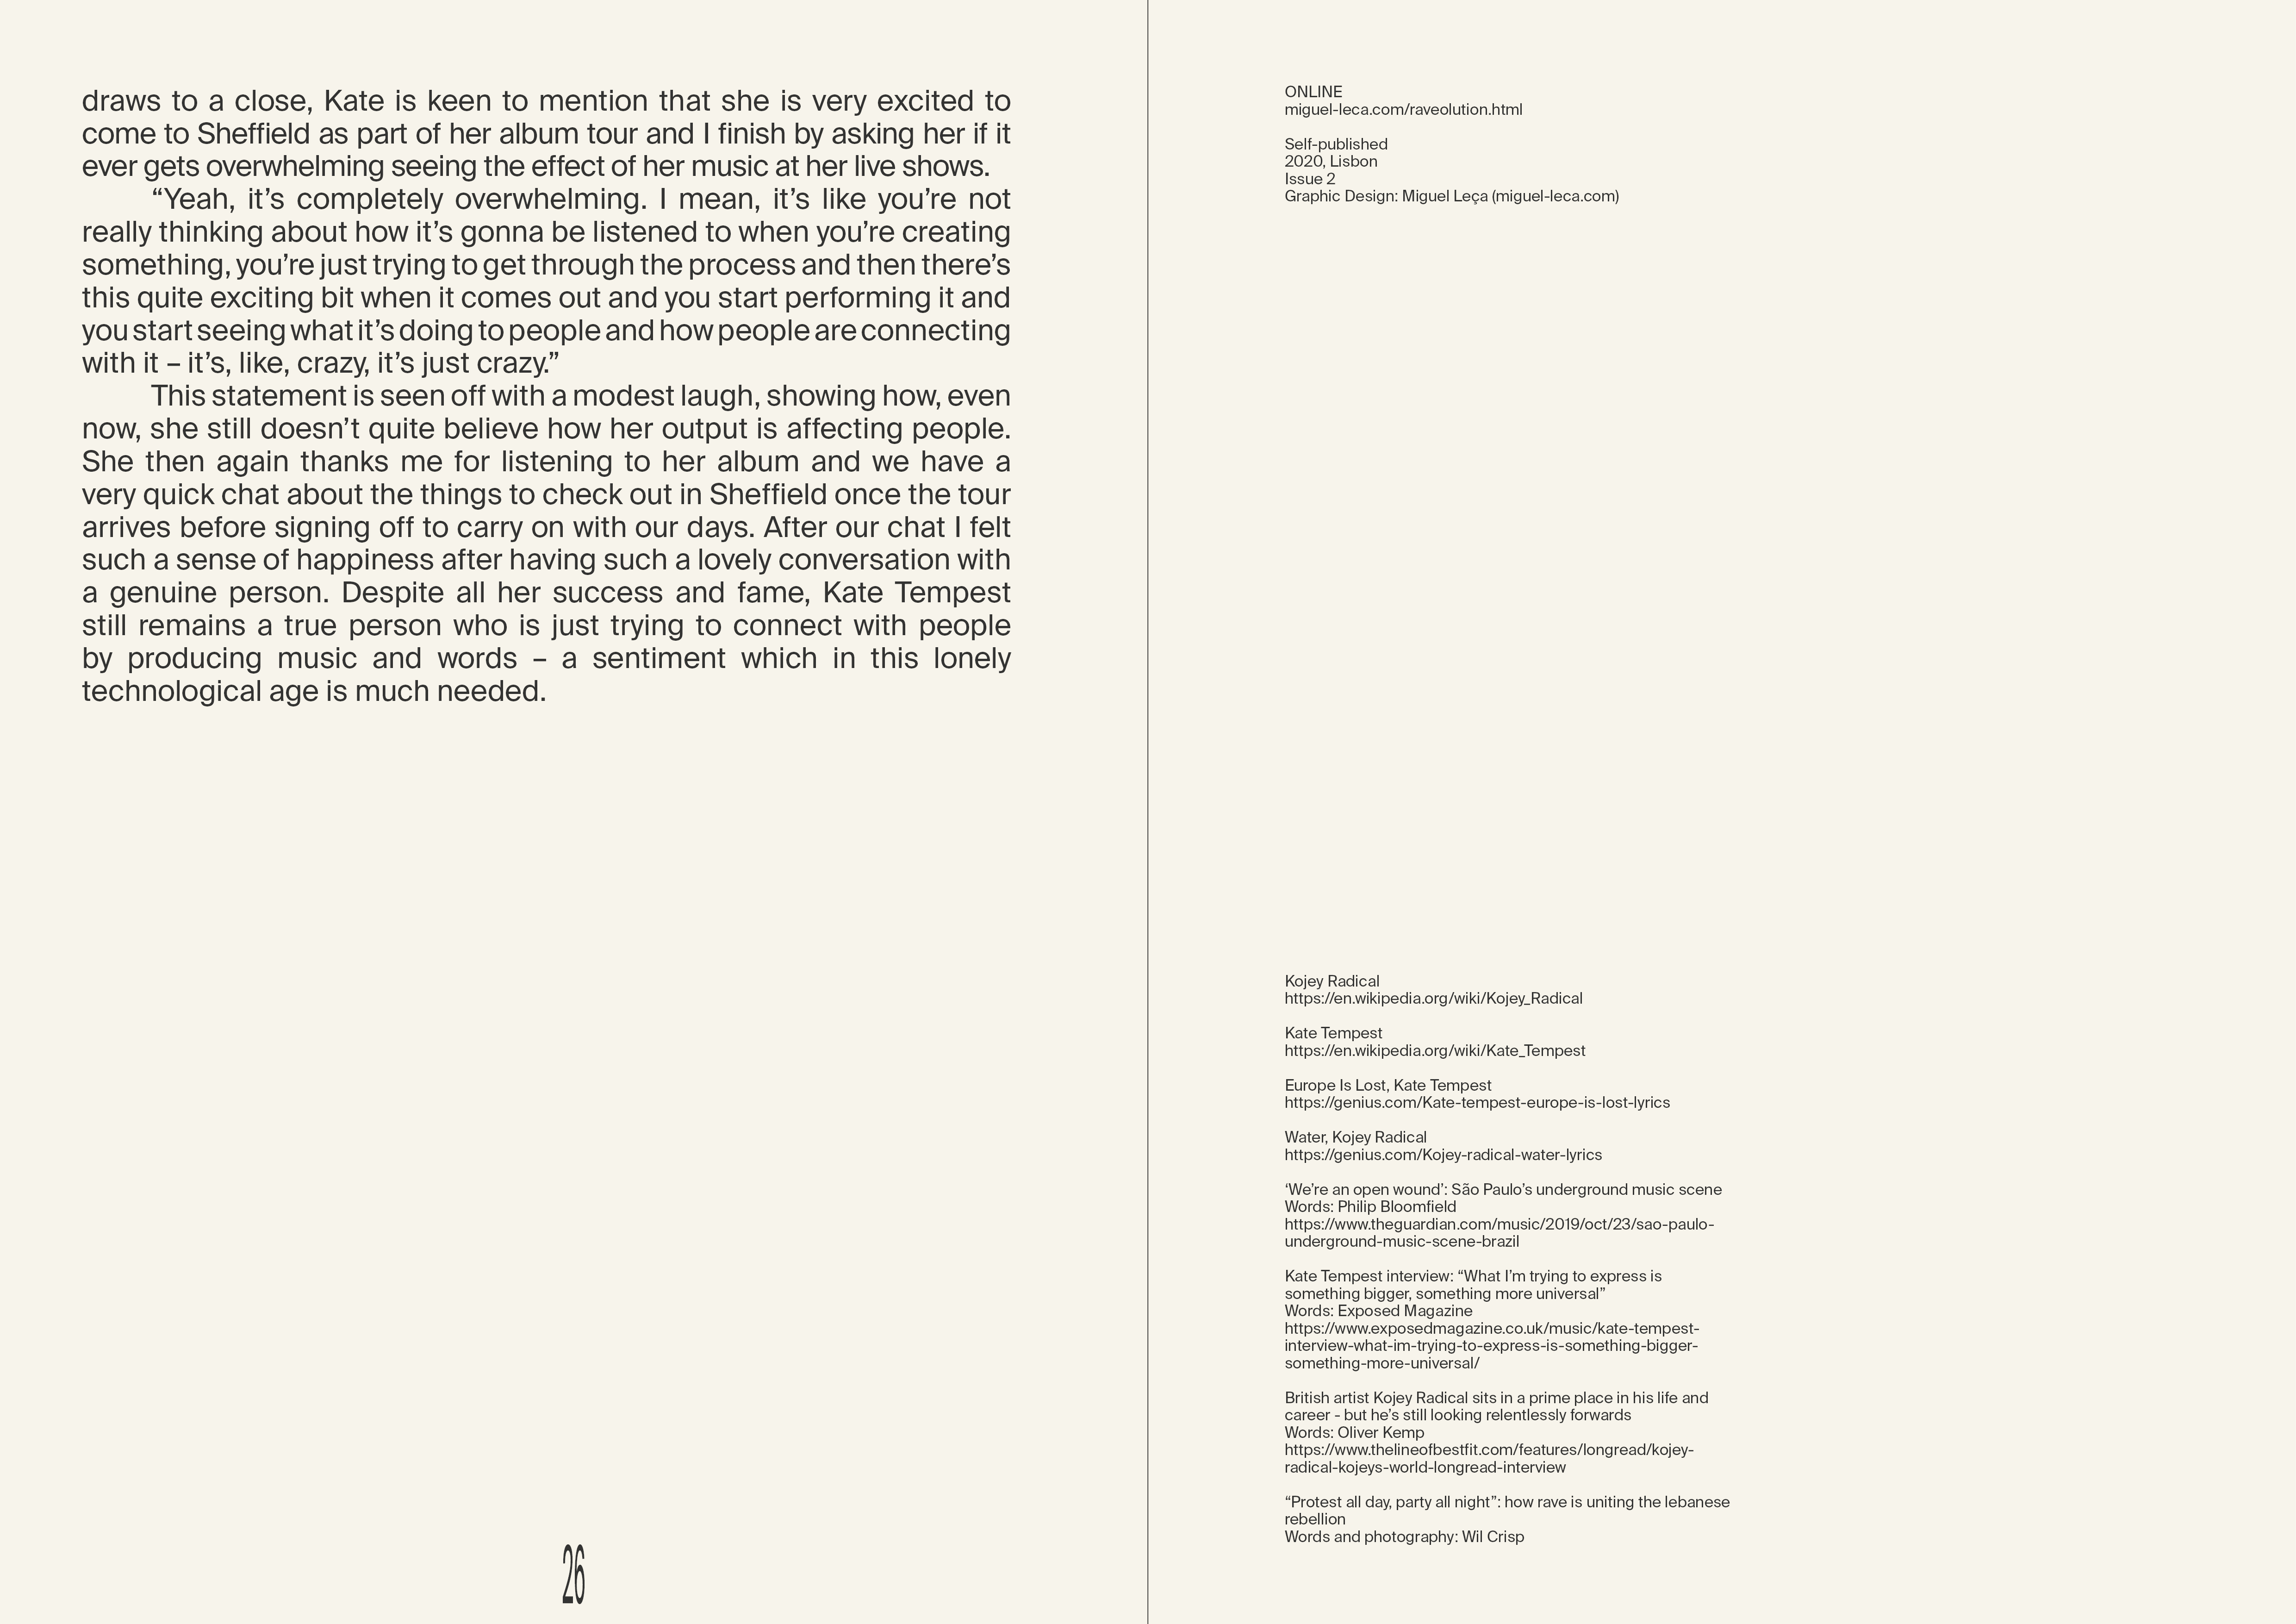 draws to a close, Kate is keen to mention that she is very excited to
come to Sheffield as part of her album tour and I finish by asking her if it
ever gets overwhelming seeing the effect of her music at her live shows.
“Yeah, it’s completely overwhelming. I mean, it’s like you’re not
really thinking about how it’s gonna be listened to when you’re creating
something, you’re just trying to get through the process and then there’s
this quite exciting bit when it comes out and you start performing it and
you start seeing what it’s doing to people and how people are connecting
with it – it’s, like, crazy, it’s just crazy.”
This statement is seen off with a modest laugh, showing how, even
now, she still doesn’t quite believe how her output is affecting people.
She then again thanks me for listening to her album and we have a
very quick chat about the things to check out in Sheffield once the tour
arrives before signing off to carry on with our days. After our chat I felt
such a sense of happiness after having such a lovely conversation with
a genuine person. Despite all her success and fame, Kate Tempest
still remains a true person who is just trying to connect with people
by producing music and words – a sentiment which in this lonely
technological age is much needed.
26
ONLINE
miguel-leca.com/raveolution.html
Self-published
2020, Lisbon
Issue 2
Graphic Design: Miguel Leça (miguel-leca.com)
Kojey Radical
https://en.wikipedia.org/wiki/Kojey_Radical
Kate Tempest
https://en.wikipedia.org/wiki/Kate_Tempest
Europe Is Lost, Kate Tempest
https://genius.com/Kate-tempest-europe-is-lost-lyrics
Water, Kojey Radical
https://genius.com/Kojey-radical-water-lyrics
‘We’re an open wound’: São Paulo’s underground music scene
Words: Philip Bloomfield
https://www.theguardian.com/music/2019/oct/23/sao-paulo-
underground-music-scene-brazil
Kate Tempest interview: “What I’m trying to express is
something bigger, something more universal”
Words: Exposed Magazine
https://www.exposedmagazine.co.uk/music/kate-tempest-
interview-what-im-trying-to-express-is-something-bigger-
something-more-universal/
British artist Kojey Radical sits in a prime place in his life and
career - but he’s still looking relentlessly forwards
Words: Oliver Kemp
https://www.thelineofbestfit.com/features/longread/kojey-
radical-kojeys-world-longread-interview
“Protest all day, party all night”: how rave is uniting the lebanese
rebellion
Words and photography: Wil Crisp